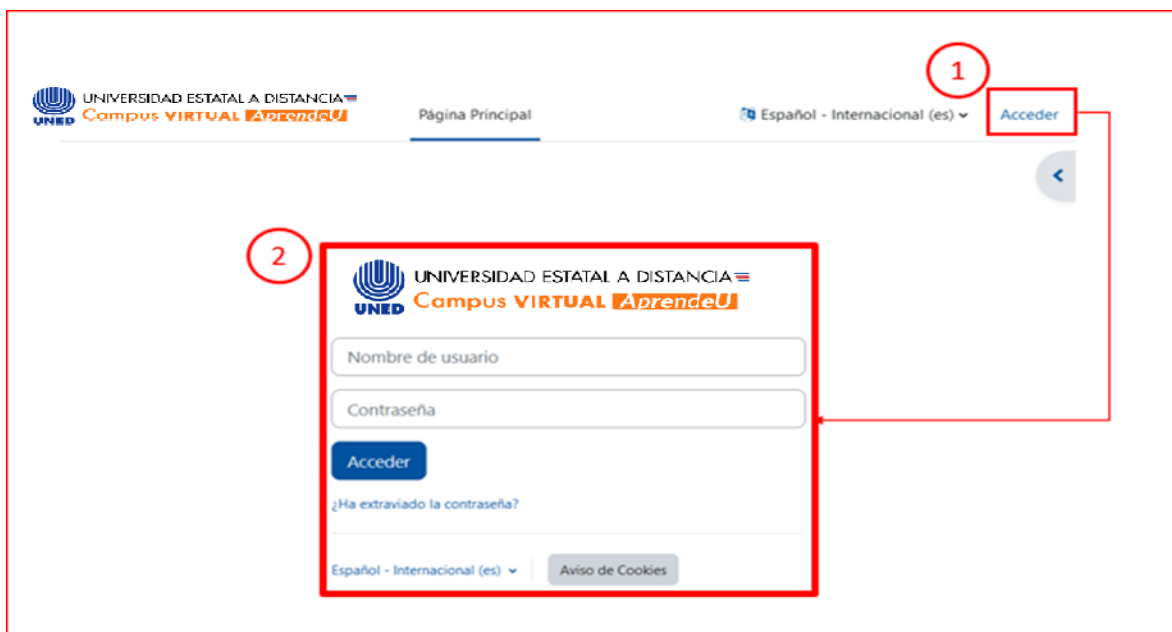 1
UNIVERSIDAD ESTATAL A DISTANCIA
UNED Campus VIRTUAL AprendeU
Página Principal
Español - Internacional (es)
Acceder
2
UNIVERSIDAD ESTATAL A DISTANCIA
UNED Campus VIRTUAL AprendeU
Nombre de usuario
Contraseña
Acceder
¿Ha extraviado la contraseña?
Español - Internacional (es)
Aviso de Cookies